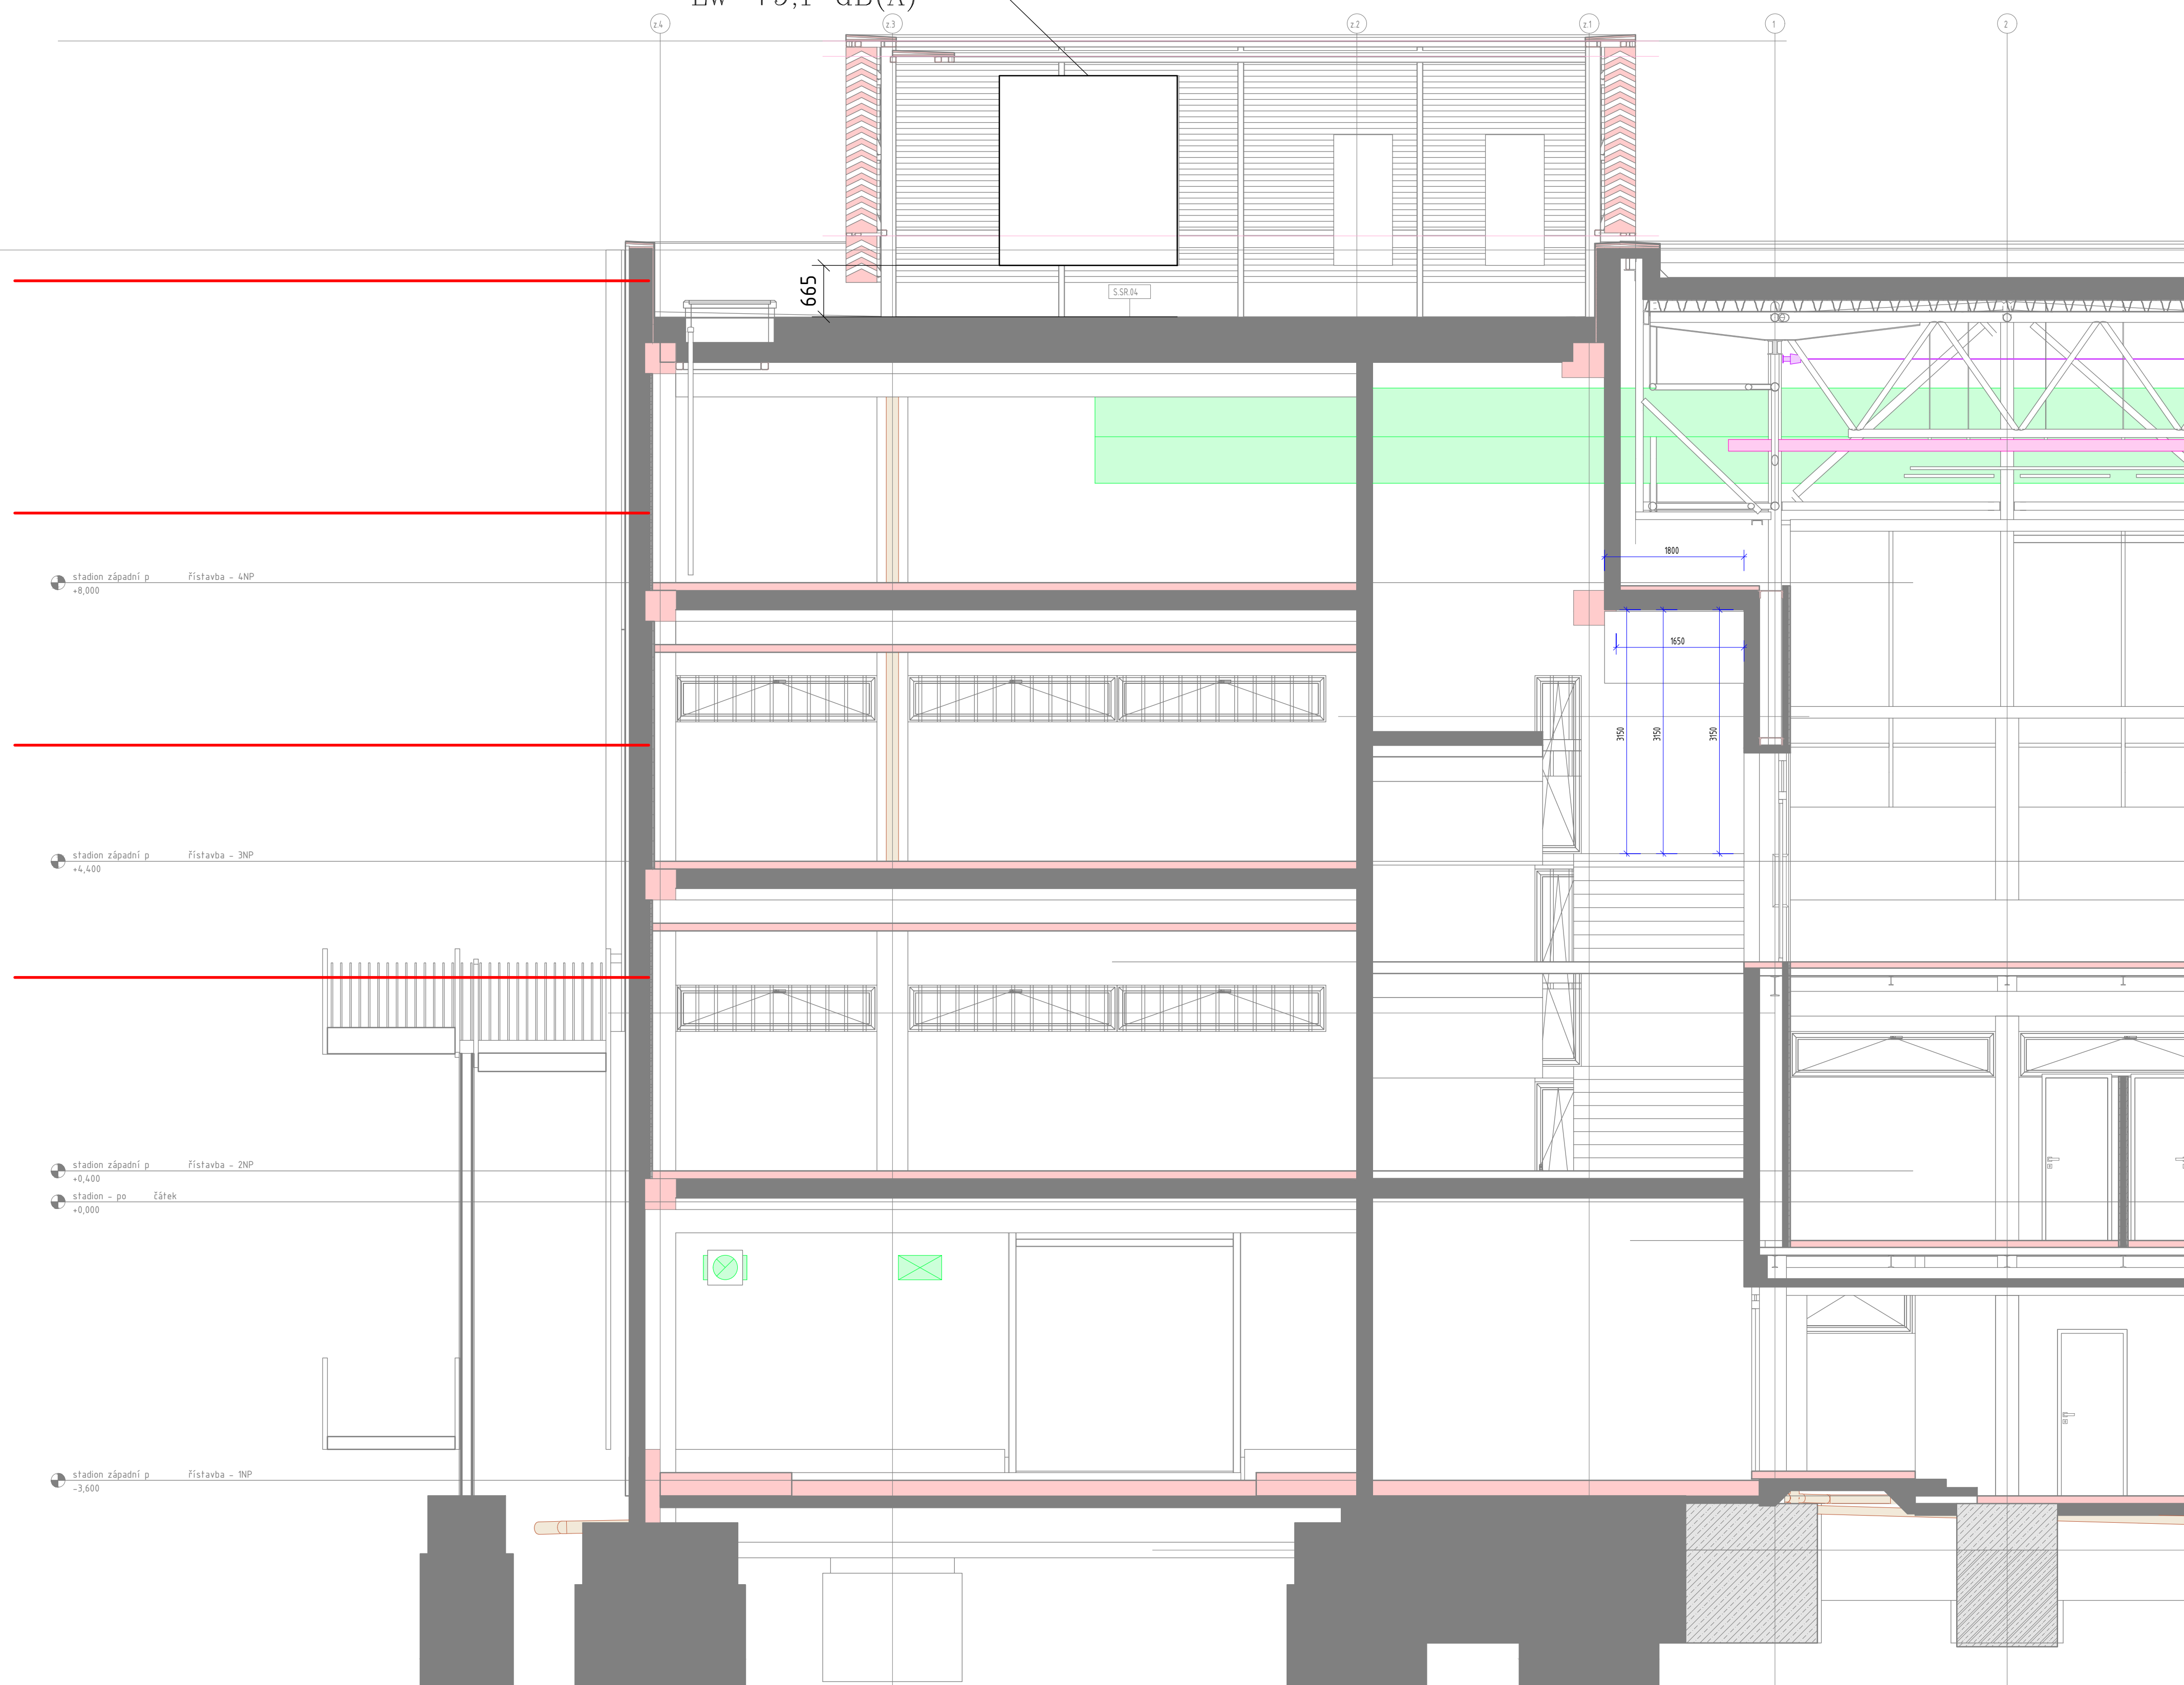 z.4
z.3
z.2
z.1
1
2
665
S.SR.04
1800
stadion západní p řístavba - 4NP
+8,000
1650
3150
3150
3150
stadion západní p řístavba - 3NP
+4,400
stadion západní p řístavba - 2NP
+0,400
stadion - po čátek
+0,000
stadion západní p řístavba - 1NP
-3,600